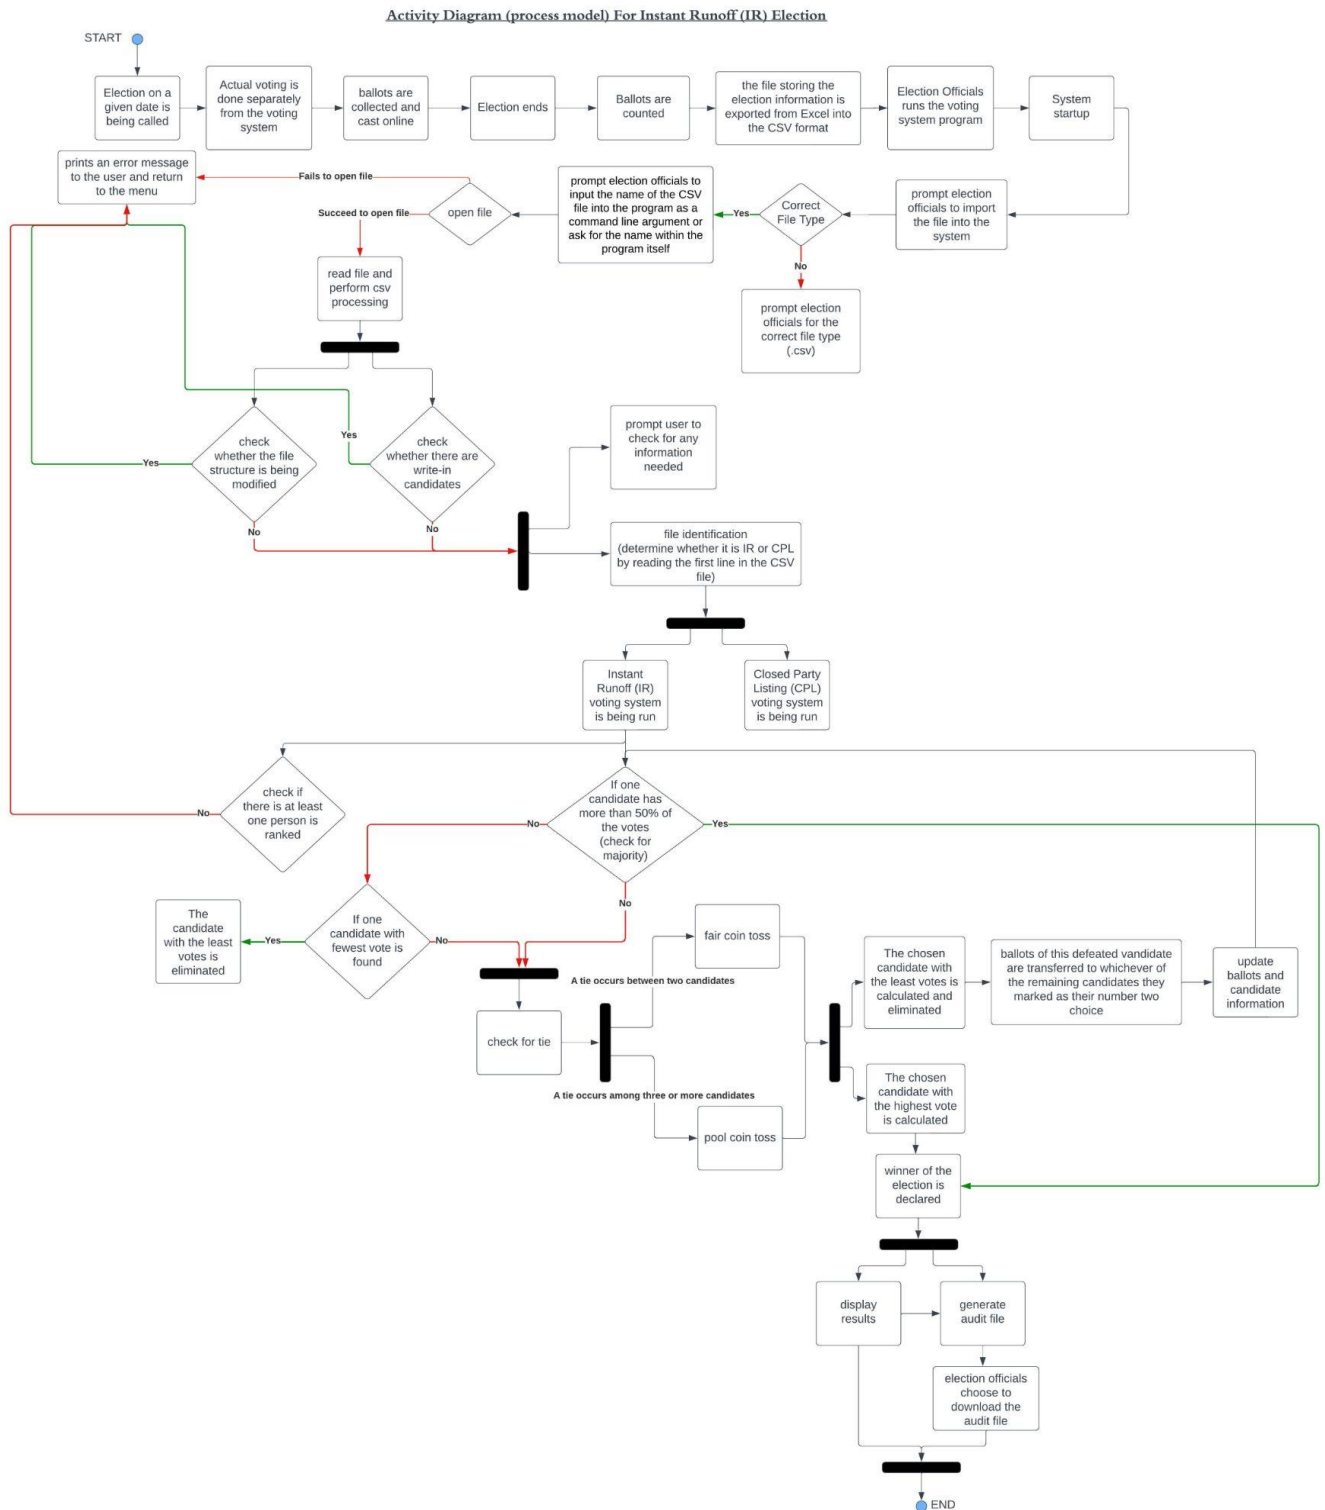 Activity Diagram (process model) For Instant Runoff (IR) Election
START
Election on a
given date is
being called
Actual voting is
done separately
from the voting
system
ballots are
collected and
cast online
Election ends
Ballots are
counted
the file storing the
election information is
exported from Excel into
the CSV format
Election Officials
runs the voting
system program
System
startup
prints an error message
to the user and return
to the menu
Fails to open file
Succeed to open file
open file
prompt election officials to
input the name of the CSV
file into the program as a
command line argument or
ask for the name within the
program itself
Yes
Correct
File Type
prompt election
officials to import
the file into the
system
No
prompt election
officials for the
correct file type
(.csv)
read file and
perform csv
processing
check
whether the file
structure is being
modified
Yes
No
check
whether there are
write-in
candidates
Yes
No
prompt user to
check for any
information
needed
file identification
(determine whether it is IR or CPL
by reading the first line in the CSV
file)
Instant
Runoff (IR)
voting system
is being run
Closed Party
Listing (CPL)
voting system
is being run
check if
there is at least
one person is
ranked
No
If one
candidate has
more than 50% of
the votes
(check for
majority)
No
Yes
No
If one
candidate with
fewest vote is
found
Yes
No
The
candidate
with the least
votes is
eliminated
check for tie
A tie occurs between two candidates
fair coin toss
A tie occurs among three or more candidates
pool coin toss
The chosen
candidate with
the least votes is
calculated and
eliminated
ballots of this defeated vandidate
are transferred to whichever of
the remaining candidates they
marked as their number two
choice
update
ballots and
candidate
information
The chosen
candidate with
the highest vote
is calculated
winner of the
election is
declared
display
results
generate
audit file
election officials
choose to
download the
audit file
END